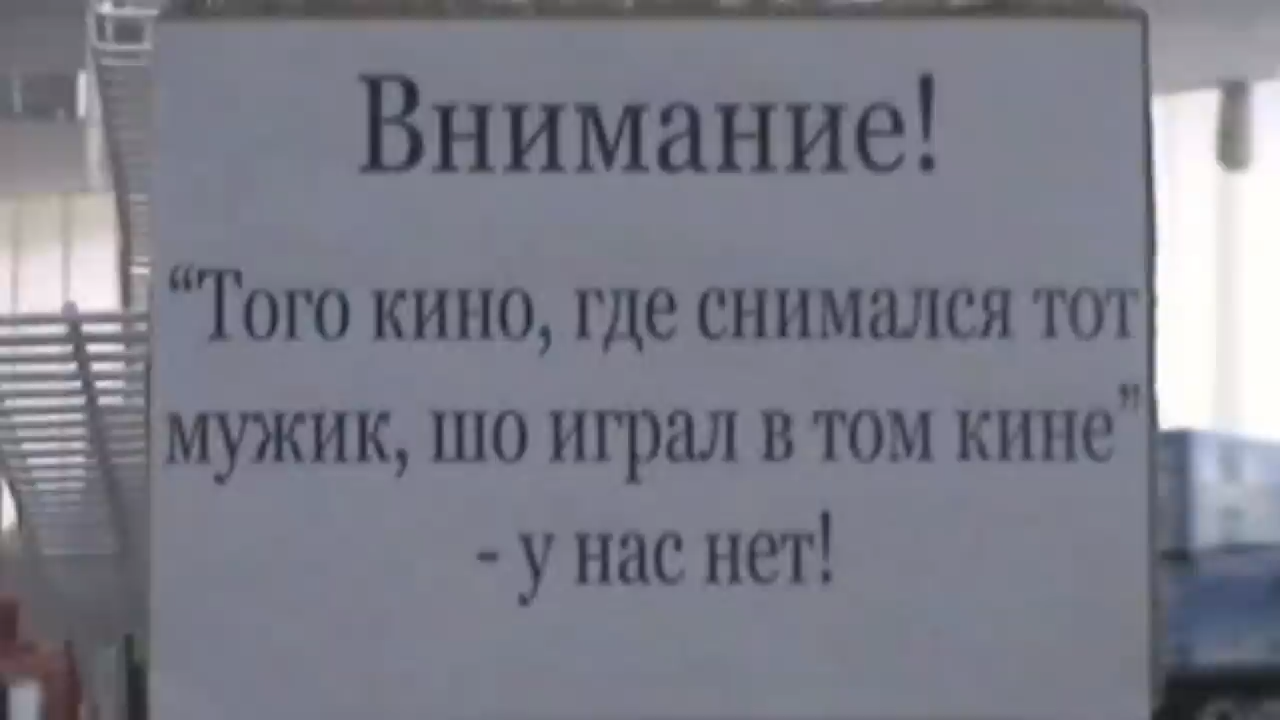 Внимание!
“Того кино, где снимался тот
мужик, шо играл в том кине”
- у нас нет!